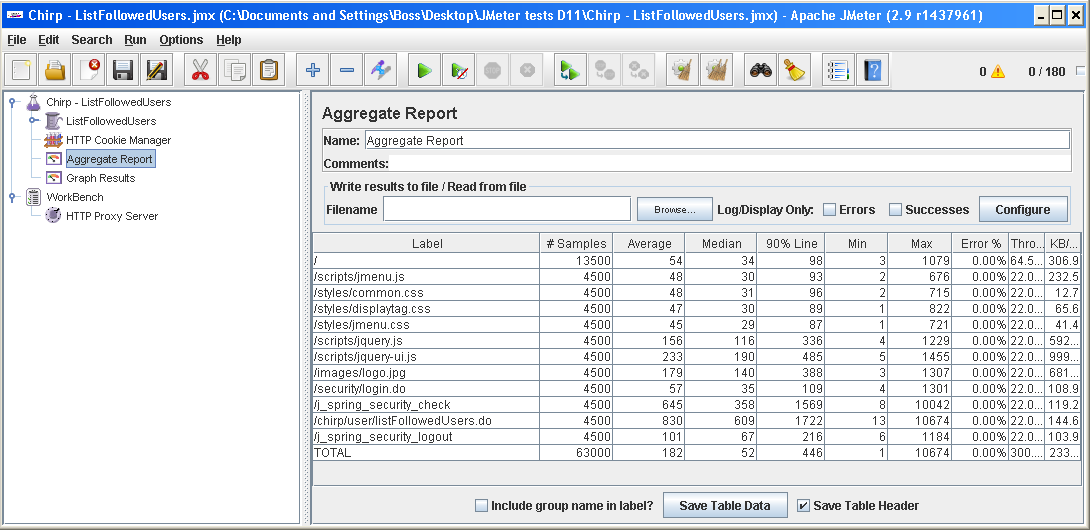 Chirp - ListFollowedUsers.jmx (C:\Documents and Settings\Boss\Desktop\JMeter tests D11\Chirp - ListFollowedUsers.jmx) - Apache JMeter (2.9 r1437961)
File Edit Search Run Options Help
0 0 / 180
Chirp - ListFollowedUsers
ListFollowedUsers
HTTP Cookie Manager
Aggregate Report
Graph Results
WorkBench
HTTP Proxy Server
Aggregate Report
Name: Aggregate Report
Comments:
Write results to file / Read from file
Filename Browse... Log/Display Only: Errors Successes Configure
Label # Samples Average Median 90% Line Min Max Error % Thro... KB/...
/ 13500 54 34 98 3 1079 0.00% 64.5... 306.9
/scripts/jmenu.js 4500 48 30 93 2 676 0.00% 22.0... 232.5
/styles/common.css 4500 48 31 96 2 715 0.00% 22.0... 12.7
/styles/displaytag.css 4500 47 30 89 1 822 0.00% 22.0... 65.6
/styles/jmenu.css 4500 45 29 87 1 721 0.00% 22.0... 41.4
/scripts/jquery.js 4500 156 116 336 4 1229 0.00% 22.0... 592...
/scripts/jquery-ui.js 4500 233 190 485 5 1455 0.00% 22.0... 999...
/images/logo.jpg 4500 179 140 388 3 1307 0.00% 22.0... 681...
/security/login.do 4500 57 35 109 4 1301 0.00% 22.0... 108.9
/j_spring_security_check 4500 645 358 1569 8 10042 0.00% 22.0... 119.2
/chirp/user/listFollowedUsers.do 4500 830 609 1722 13 10674 0.00% 22.0... 144.6
/j_spring_security_logout 4500 101 67 216 6 1184 0.00% 22.0... 103.9
TOTAL 63000 182 52 446 1 10674 0.00% 300.... 233...
Include group name in label? Save Table Data Save Table Header